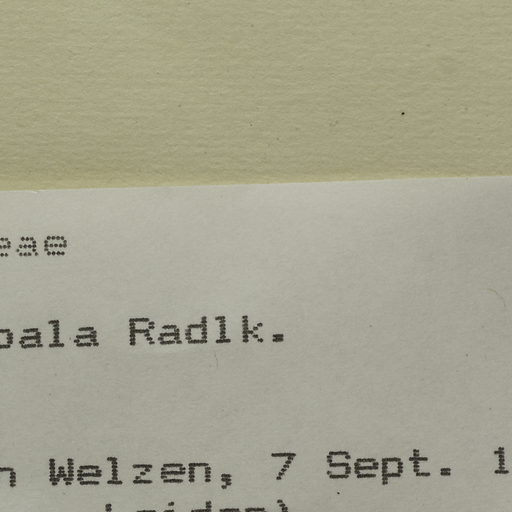 eae
pala Radlk.
n Welzen, 7 Sept. 1